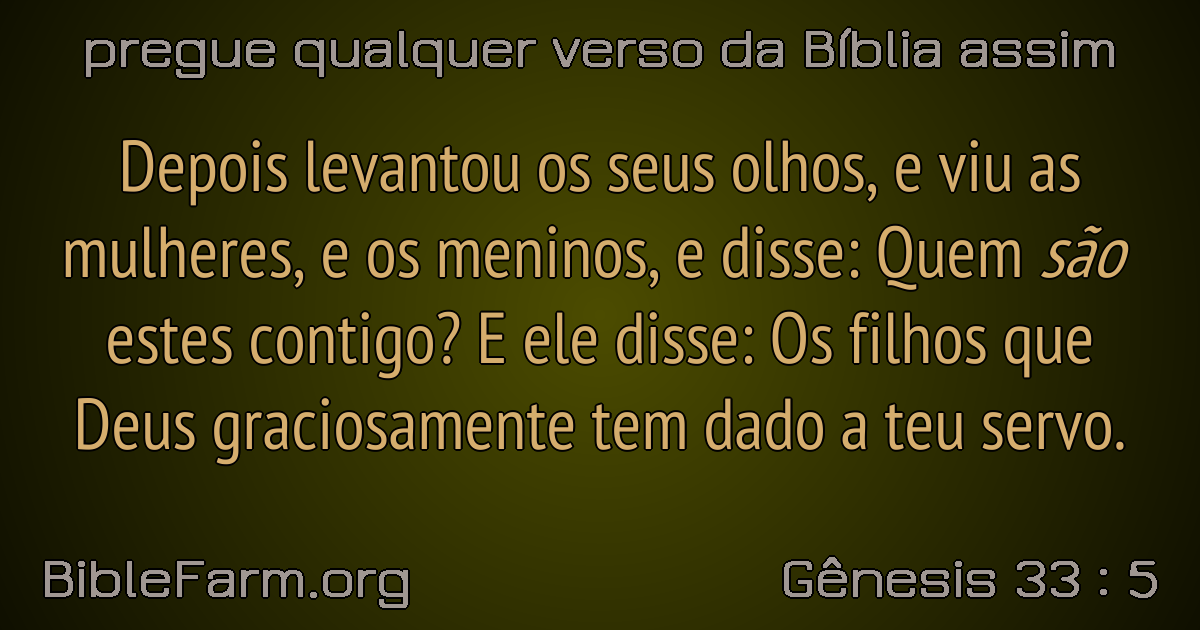 pregue qualquer verso da Bíblia assim
Depois levantou os seus olhos, e viu as
mulheres, e os meninos, e disse: Quem são
estes contigo? E ele disse: Os filhos que
Deus graciosamente tem dado a teu servo.
BibleFarm.org
Gênesis 33 : 5